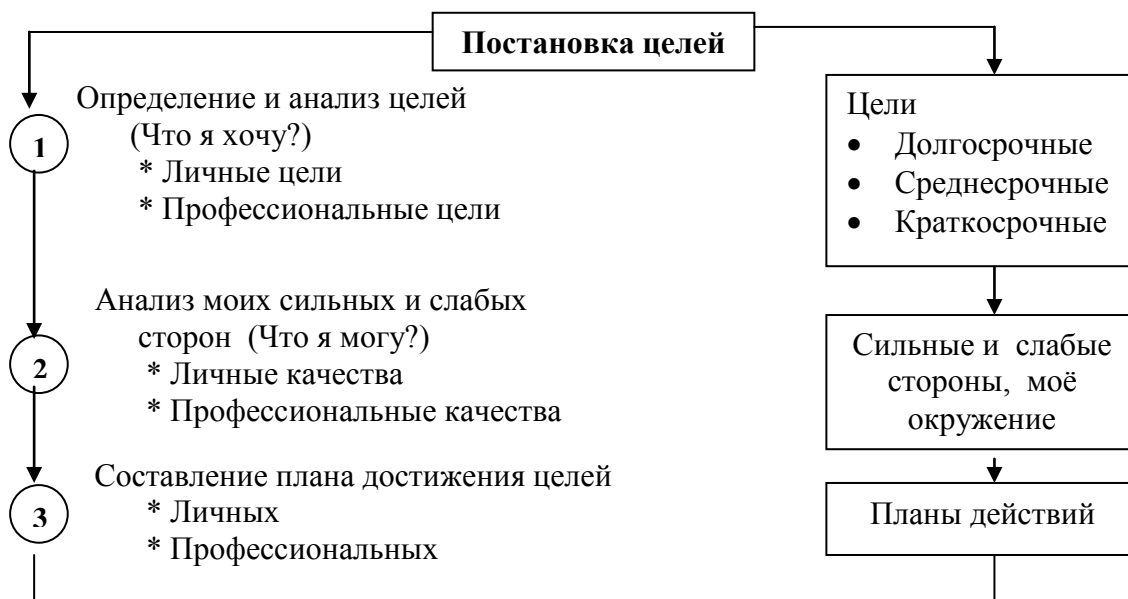 Постановка целей
1
Определение и анализ целей
(Что я хочу?)
* Личные цели
* Профессиональные цели
2
Анализ моих сильных и слабых
сторон (Что я могу?)
* Личные качества
* Профессиональные качества
3
Составление плана достижения целей
* Личных
* Профессиональных
Цели
• Долгосрочные
• Среднесрочные
• Краткосрочные
Сильные и слабые
стороны, моё
окружение
Планы действий